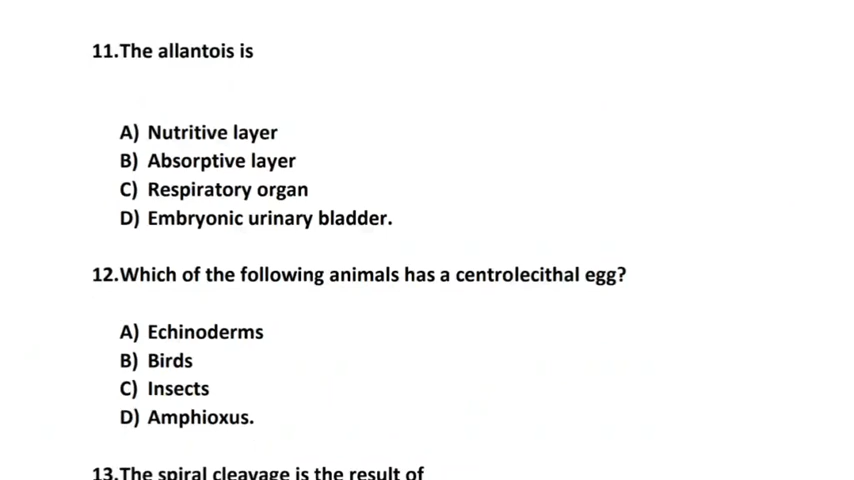 11.The allantois is
A) Nutritive layer
B) Absorptive layer
C) Respiratory organ
D) Embryonic urinary bladder.
12.Which of the following animals has a centrolecithal egg?
A) Echinoderms
B) Birds
C) Insects
D) Amphioxus.
13.The spiral cleavage is the result of